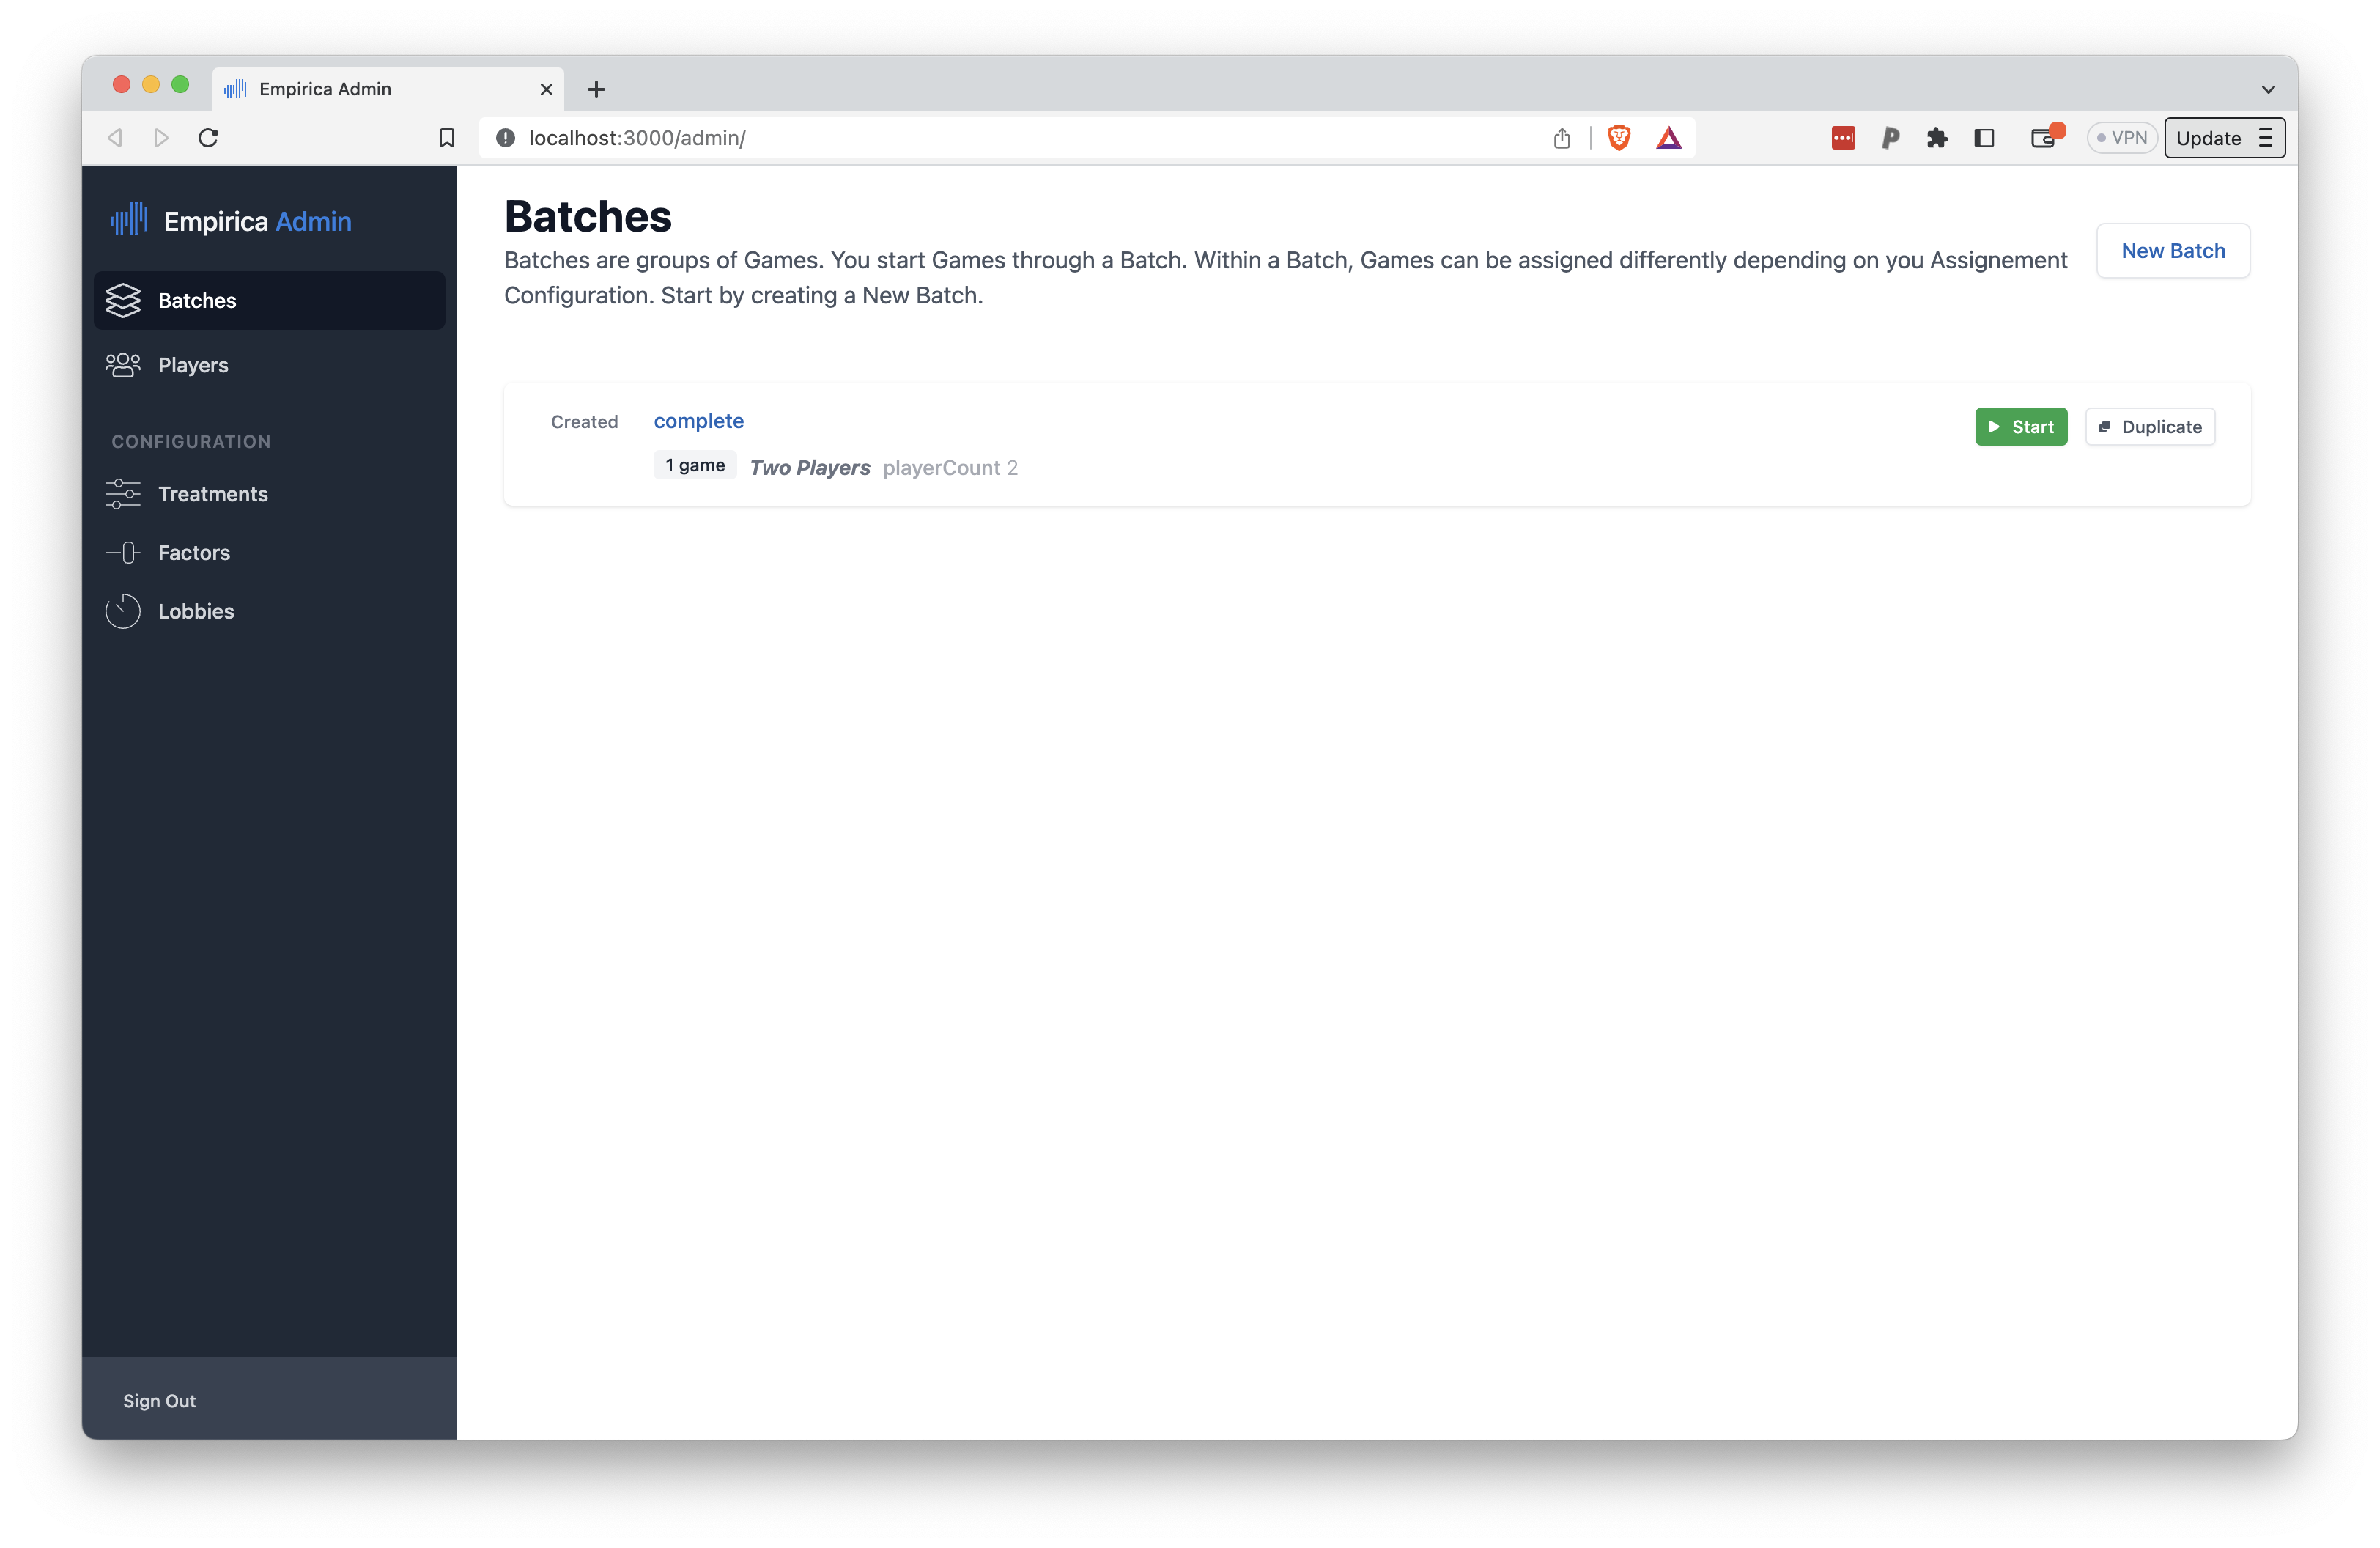 Empirica Admin
localhost:3000/admin/
VPN
Update
Empirica Admin
Batches
Players
CONFIGURATION
Treatments
Factors
Lobbies
Sign Out
Batches
Batches are groups of Games. You start Games through a Batch. Within a Batch, Games can be assigned differently depending on you Assignement
Configuration. Start by creating a New Batch.
New Batch
Created
complete
1 game Two Players playerCount 2
Start
Duplicate